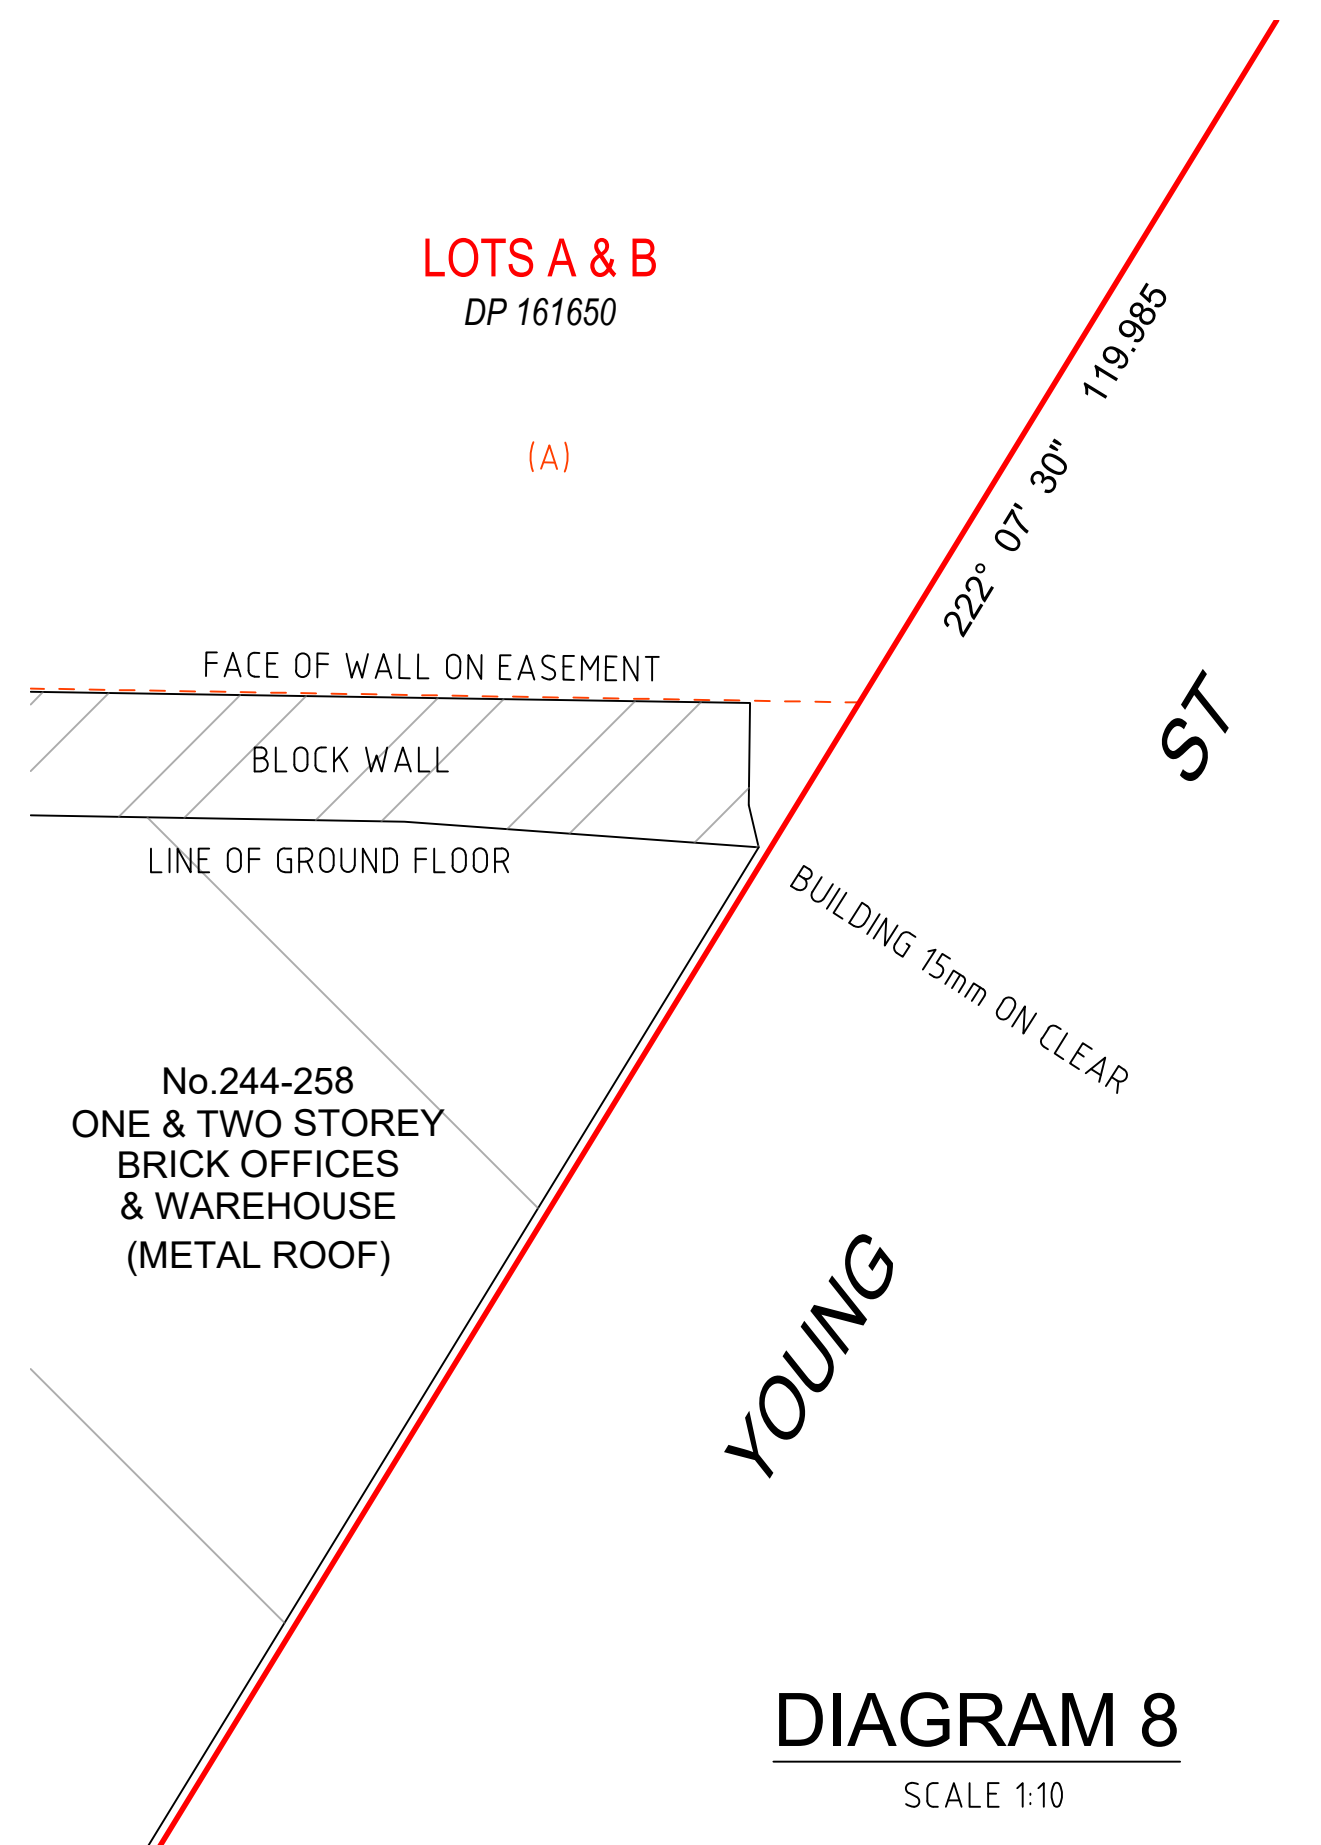 LOTS A & B
DP 161650
(A)
222° 07' 30" 119.985
FACE OF WALL ON EASEMENT
BLOCK WALL
LINE OF GROUND FLOOR
BUILDING 15mm ON CLEAR
No.244-258
ONE & TWO STOREY
BRICK OFFICES
& WAREHOUSE
(METAL ROOF)
YOUNG ST
DIAGRAM 8
SCALE 1:10